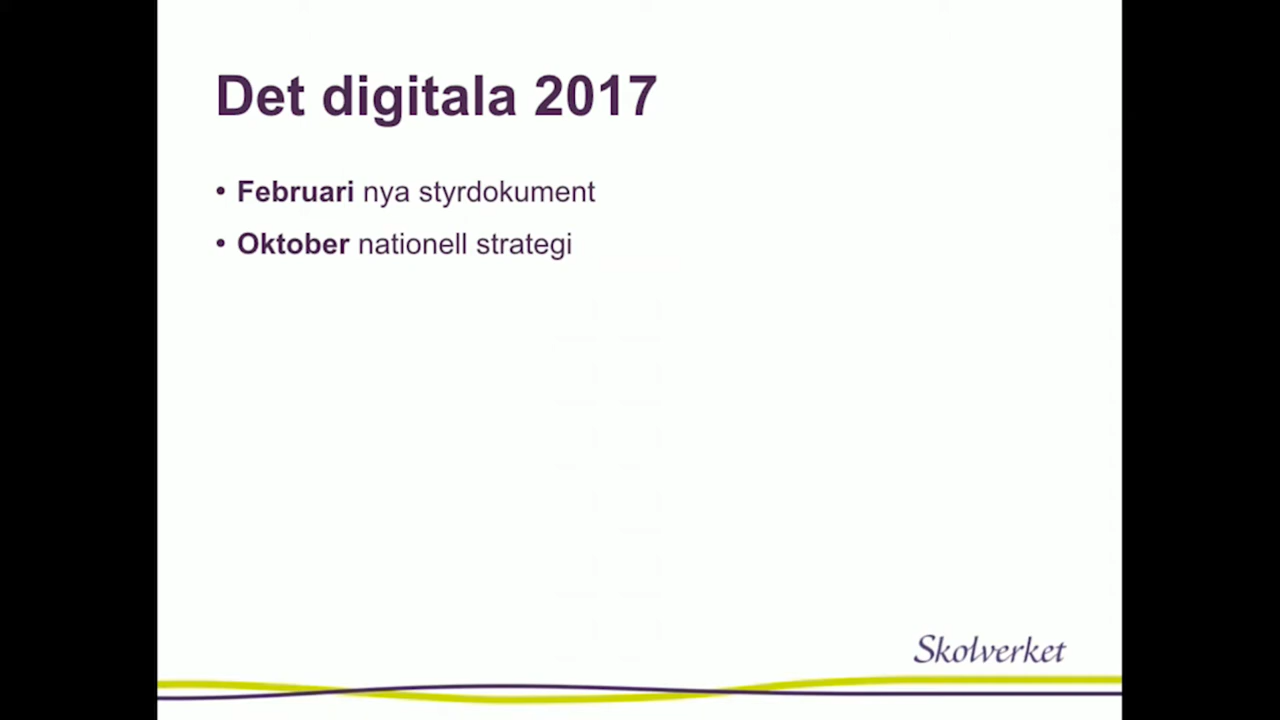 Det digitala 2017
• Februari nya styrdokument
• Oktober nationell strategi
Skolverket